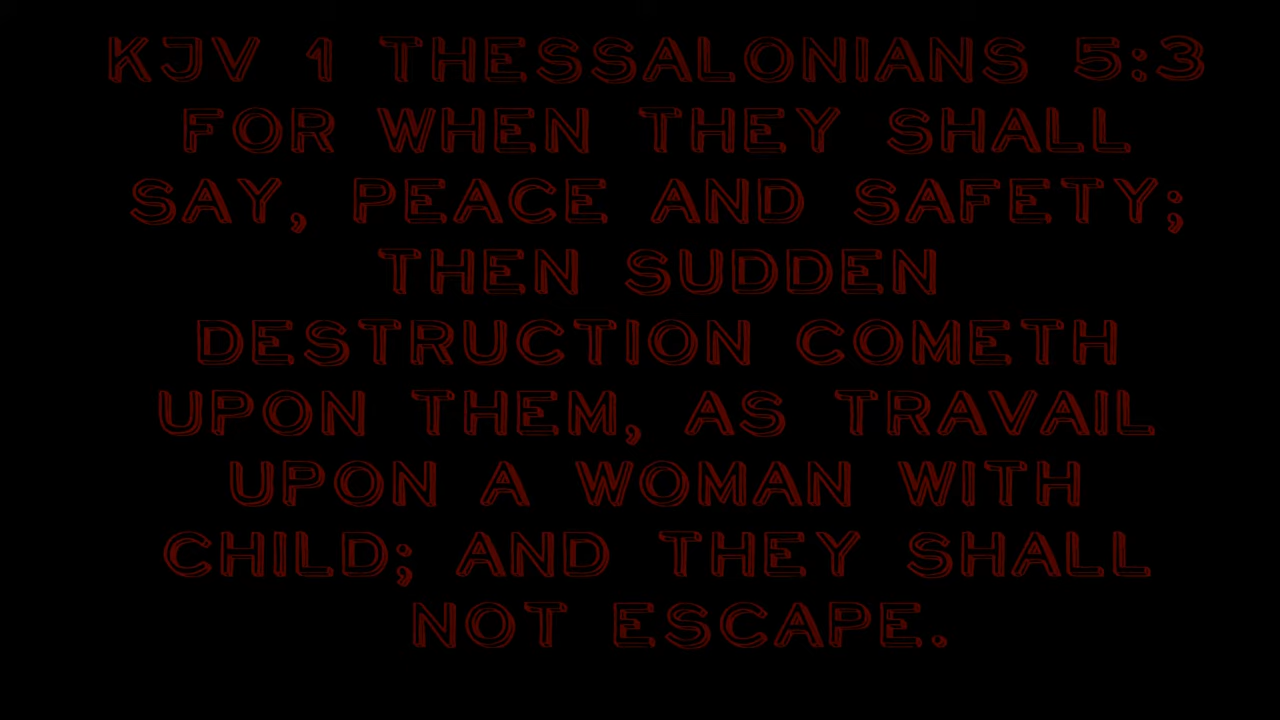 KJV 1 THESSALONIANS 5:3
FOR WHEN THEY SHALL
SAY, PEACE AND SAFETY;
THEN SUDDEN
DESTRUCTION COMETH
UPON THEM, AS TRAVAIL
UPON A WOMAN WITH
CHILD; AND THEY SHALL
NOT ESCAPE.